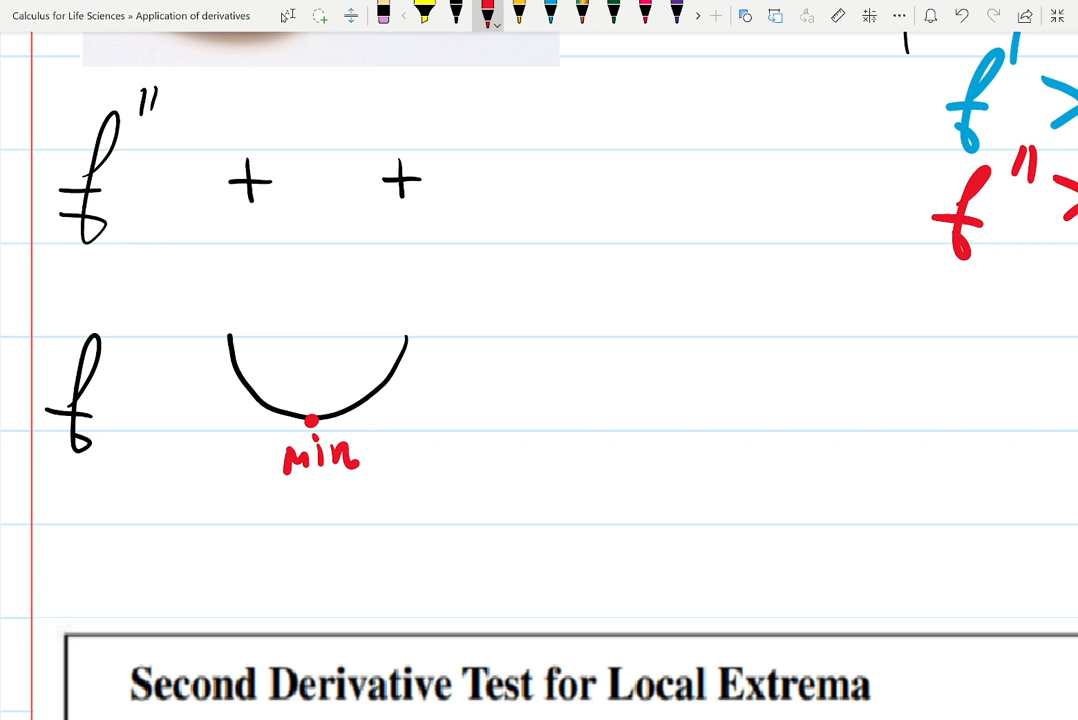 Calculus for Life Sciences » Application of derivatives
f' >
f'' + +
f'' >
f
min
Second Derivative Test for Local Extrema